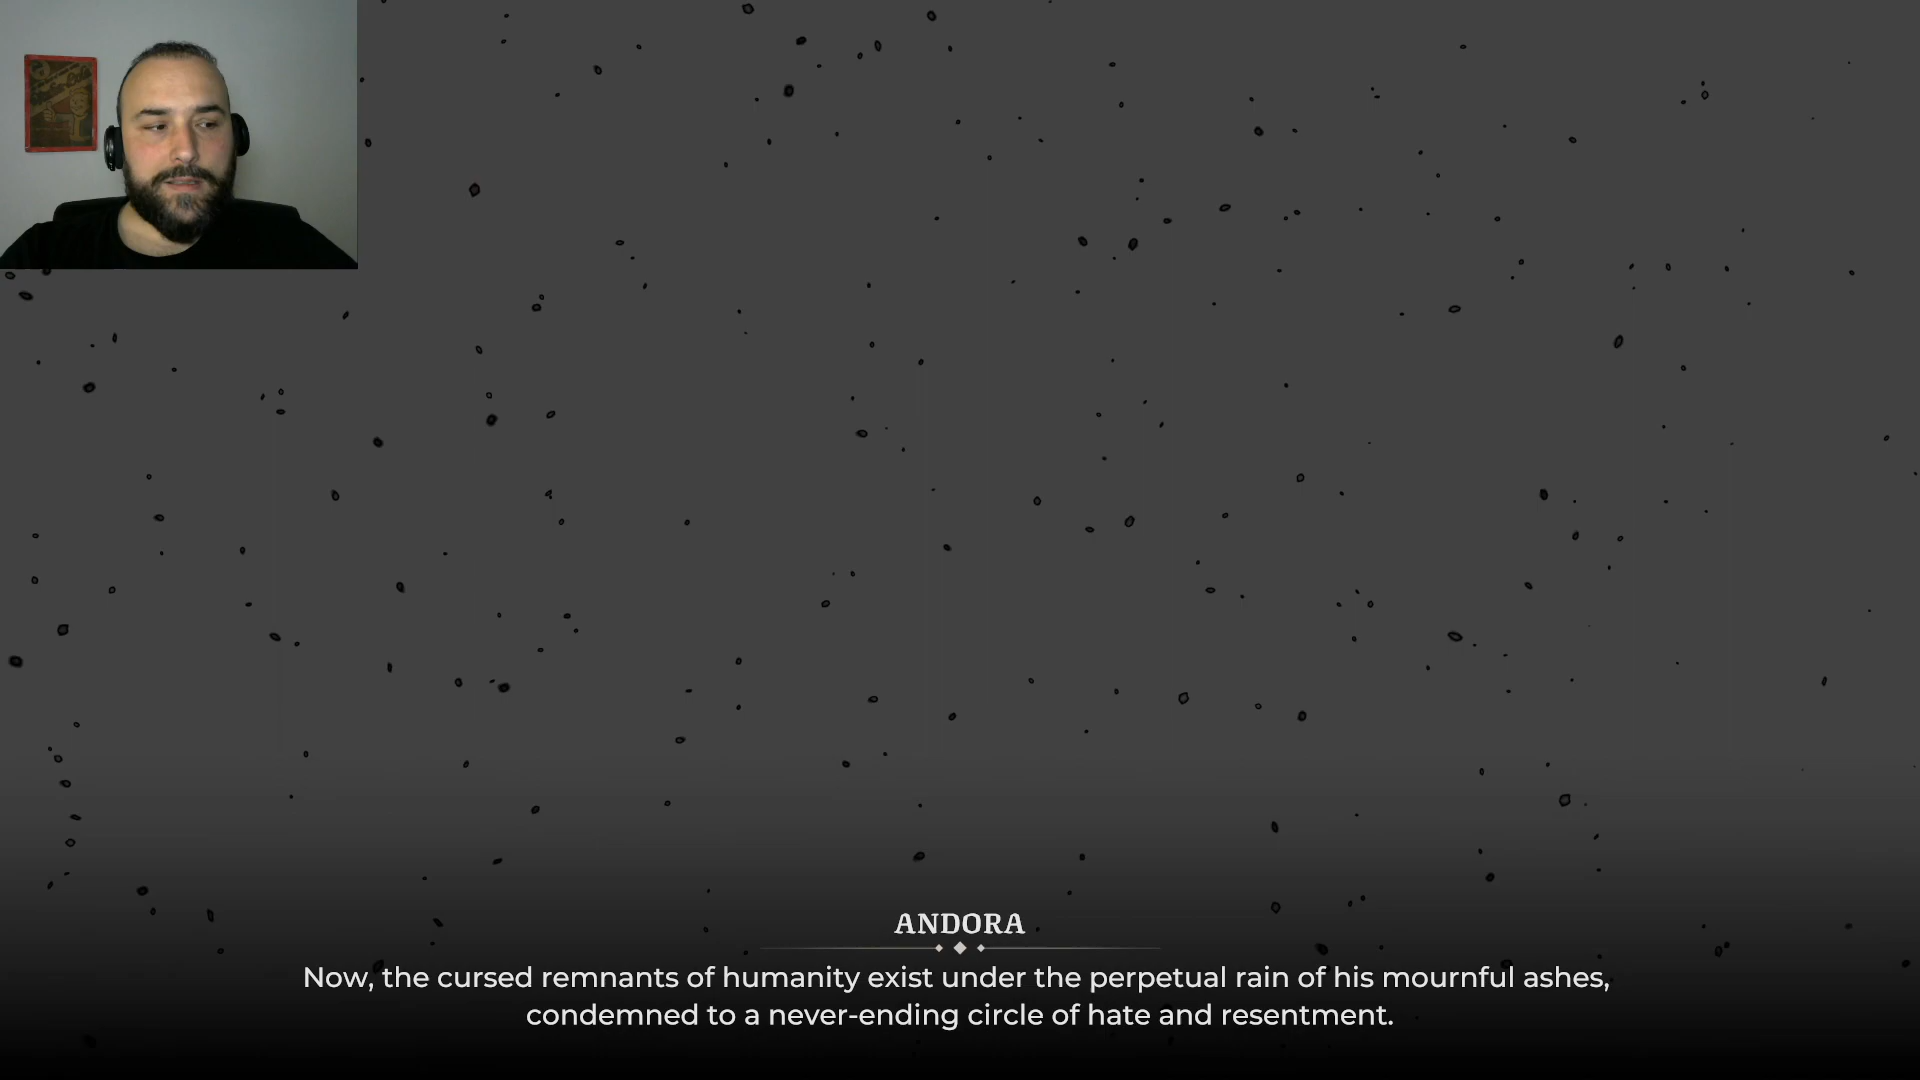 ANDORA
Now, the cursed remnants of humanity exist under the perpetual rain of his mournful ashes,
condemned to a never-ending circle of hate and resentment.